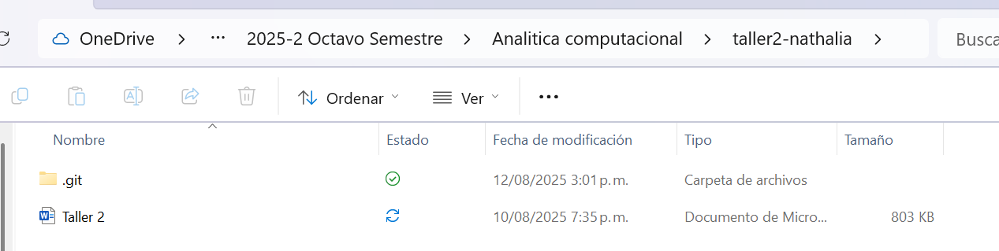 OneDrive > ... 2025-2 Octavo Semestre > Analitica computacional > taller2-nathalia > Busca
Ordenar Ver ...
Nombre Estado Fecha de modificación Tipo Tamaño
.git 12/08/2025 3:01 p. m. Carpeta de archivos
Taller 2 10/08/2025 7:35 p. m. Documento de Micro... 803 KB